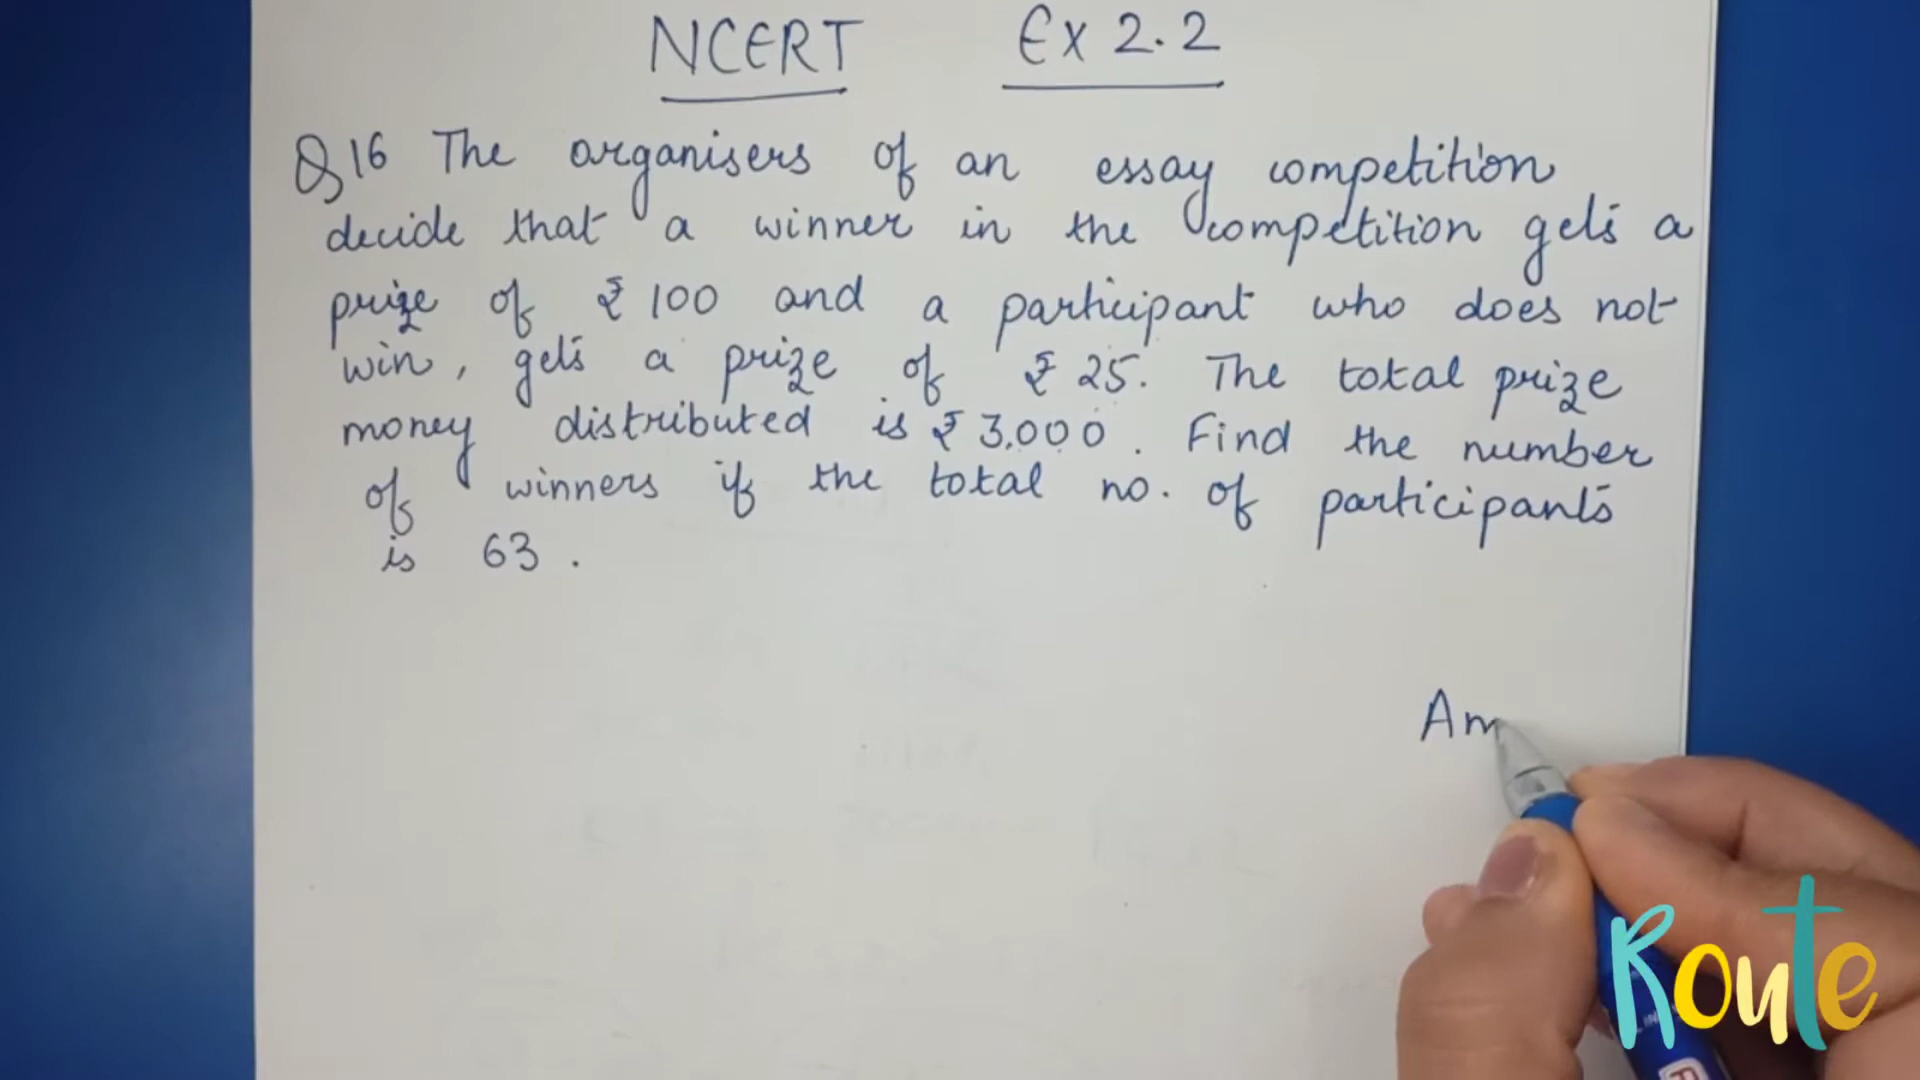 NCERT Ex 2.2
Q16 The organisers of an essay competition
decide that a winner in the competition gets a
prize of ₹ 100 and a participant who does not
win, gets a prize of ₹ 25. The total prize
money distributed is ₹ 3,000. Find the number
of winners if the total no. of participants
is 63.
Am
Route